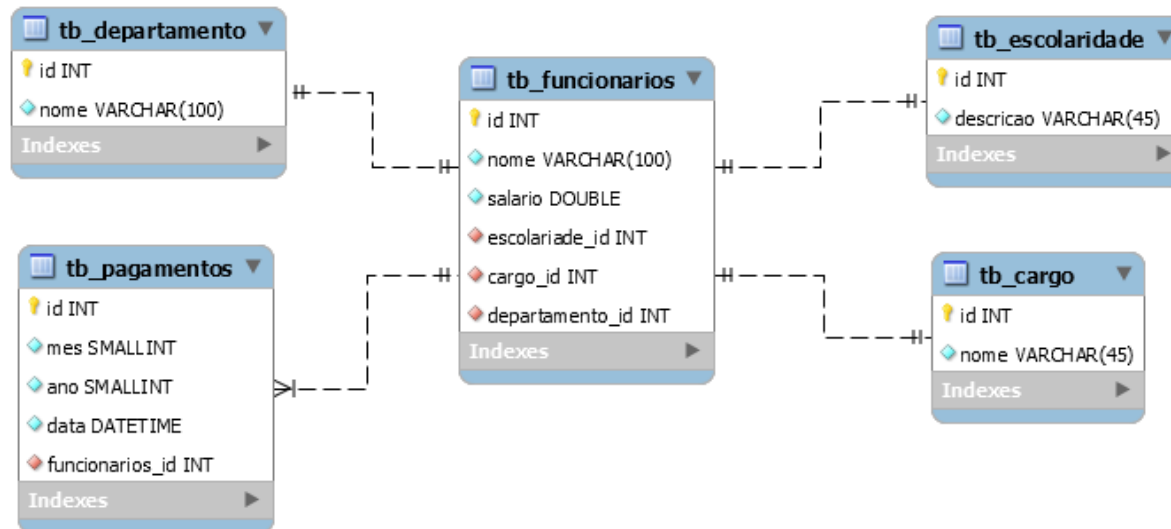 tb_departamento
id INT
nome VARCHAR(100)
Indexes
tb_funcionarios
id INT
nome VARCHAR(100)
salario DOUBLE
escolariade_id INT
cargo_id INT
departamento_id INT
Indexes
tb_escolaridade
id INT
descricao VARCHAR(45)
Indexes
tb_pagamentos
id INT
mes SMALLINT
ano SMALLINT
data DATETIME
funcionarios_id INT
Indexes
tb_cargo
id INT
nome VARCHAR(45)
Indexes